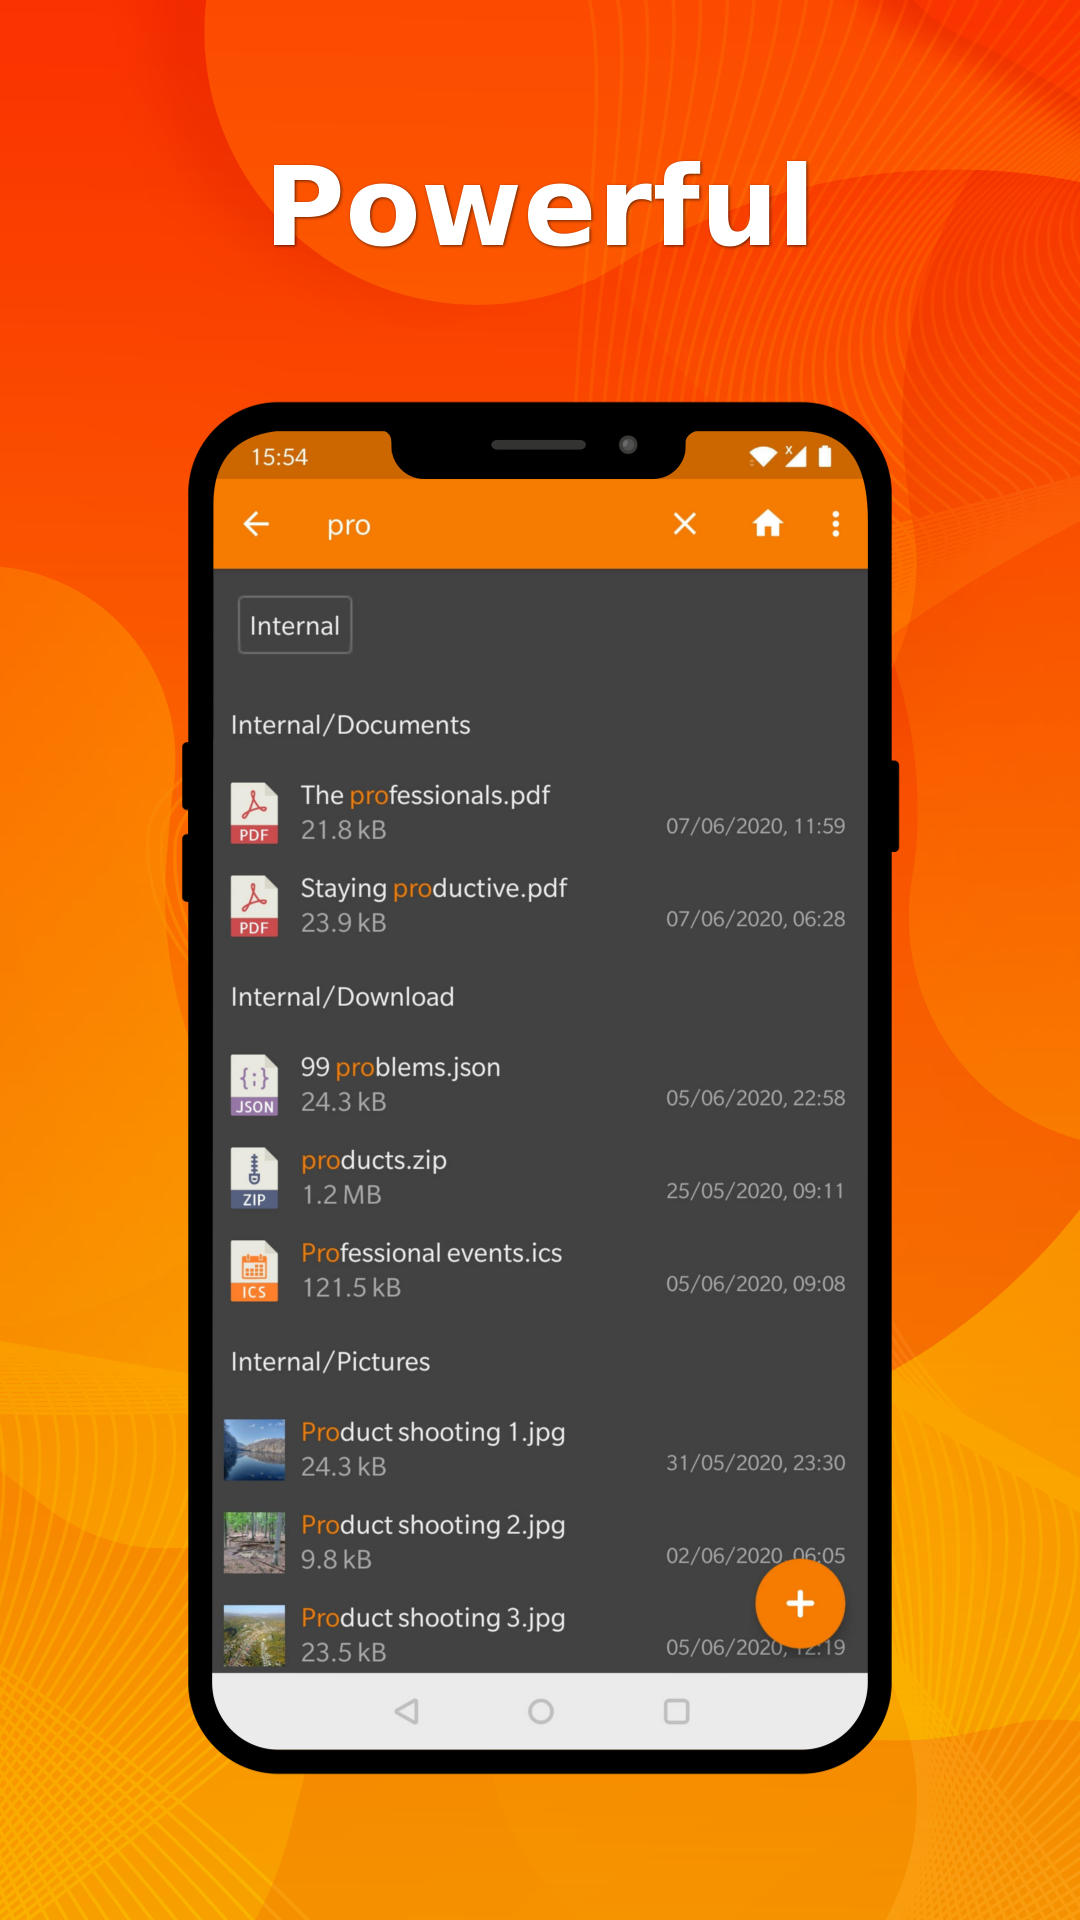 Powerful
15:54
pro
Internal
Internal/Documents
PDF
The professionals.pdf
21.8 kB
07/06/2020, 11:59
PDF
Staying productive.pdf
23.9 kB
07/06/2020, 06:28
Internal/Download
{;}
JSON
99 problems.json
24.3 kB
05/06/2020, 22:58
ZIP
products.zip
1.2 MB
25/05/2020, 09:11
ICS
Professional events.ics
121.5 kB
05/06/2020, 09:08
Internal/Pictures
Product shooting 1.jpg
24.3 kB
31/05/2020, 23:30
Product shooting 2.jpg
9.8 kB
02/06/2020, 06:05
Product shooting 3.jpg
23.5 kB
05/06/2020, 12:19